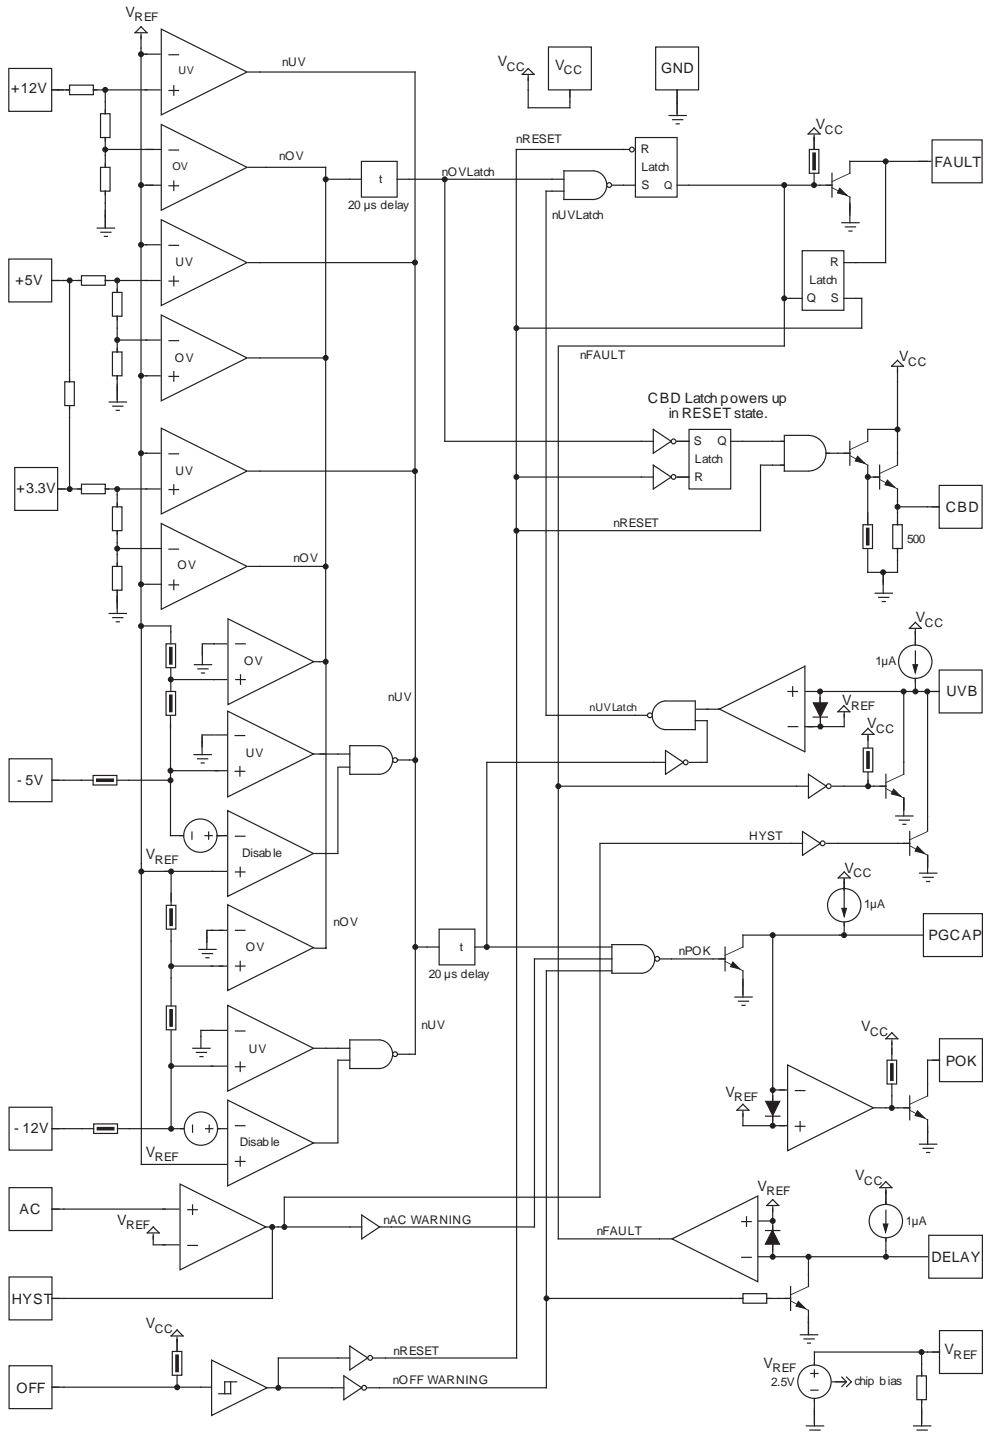 VREF
+12V
−
UV
+
nUV
VCC
VCC
GND
−
OV
+
nOV
t
20 µs delay
nOVLatch
nRESET
R
Latch
S Q
nUVLatch
VCC
FAULT
+5V
−
UV
+
R
Latch
Q S
−
OV
+
nFAULT
VCC
CBD Latch powers up
in RESET state.
+3.3V
−
UV
+
S Q
Latch
R
nRESET
CBD
500
−
OV
+
nOV
−
OV
+
nUV
VCC
1µA
UVB
+
−
VREF
nUVLatch
VCC
- 5V
−
UV
+
− +
−
Disable
+
VREF
HYST
nOV
VCC
1µA
PGCAP
−
OV
+
t
20 µs delay
nPOK
nUV
−
UV
+
VCC
POK
VREF
−
+
- 12V
− +
−
Disable
+
VREF
AC
+
−
VREF
nAC WARNING
nFAULT
VREF
+
−
VCC
1µA
DELAY
HYST
VCC
OFF
nRESET
nOFF WARNING
VREF
2.5V
+
−
chip bias
VREF